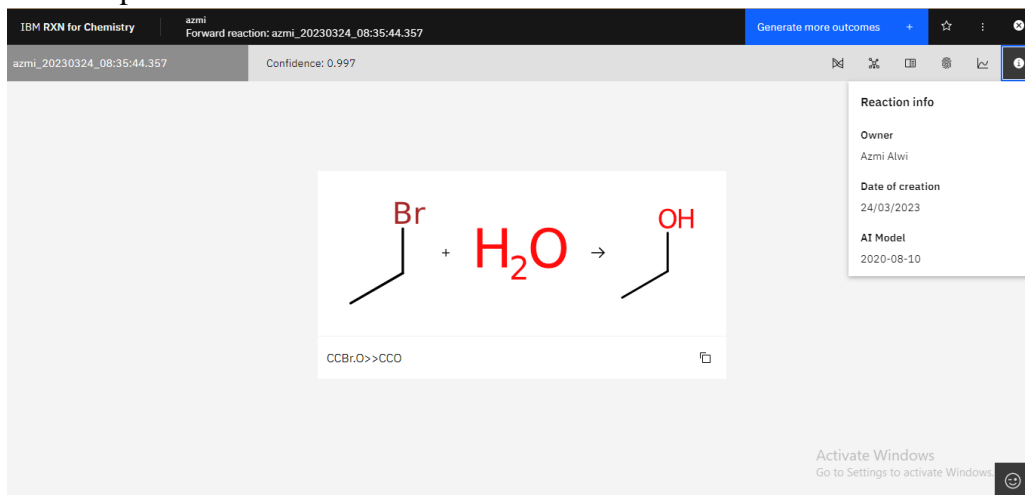 IBM RXN for Chemistry
azmi
Forward reaction: azmi_20230324_08:35:44.357
Generate more outcomes +
azmi_20230324_08:35:44.357
Confidence: 0.997
Reaction info
Owner
Azmi Alwi
Date of creation
24/03/2023
AI Model
2020-08-10
Br
+ H2O →
OH
CCBr.O>>CCO
Activate Windows
Go to Settings to activate Windows.